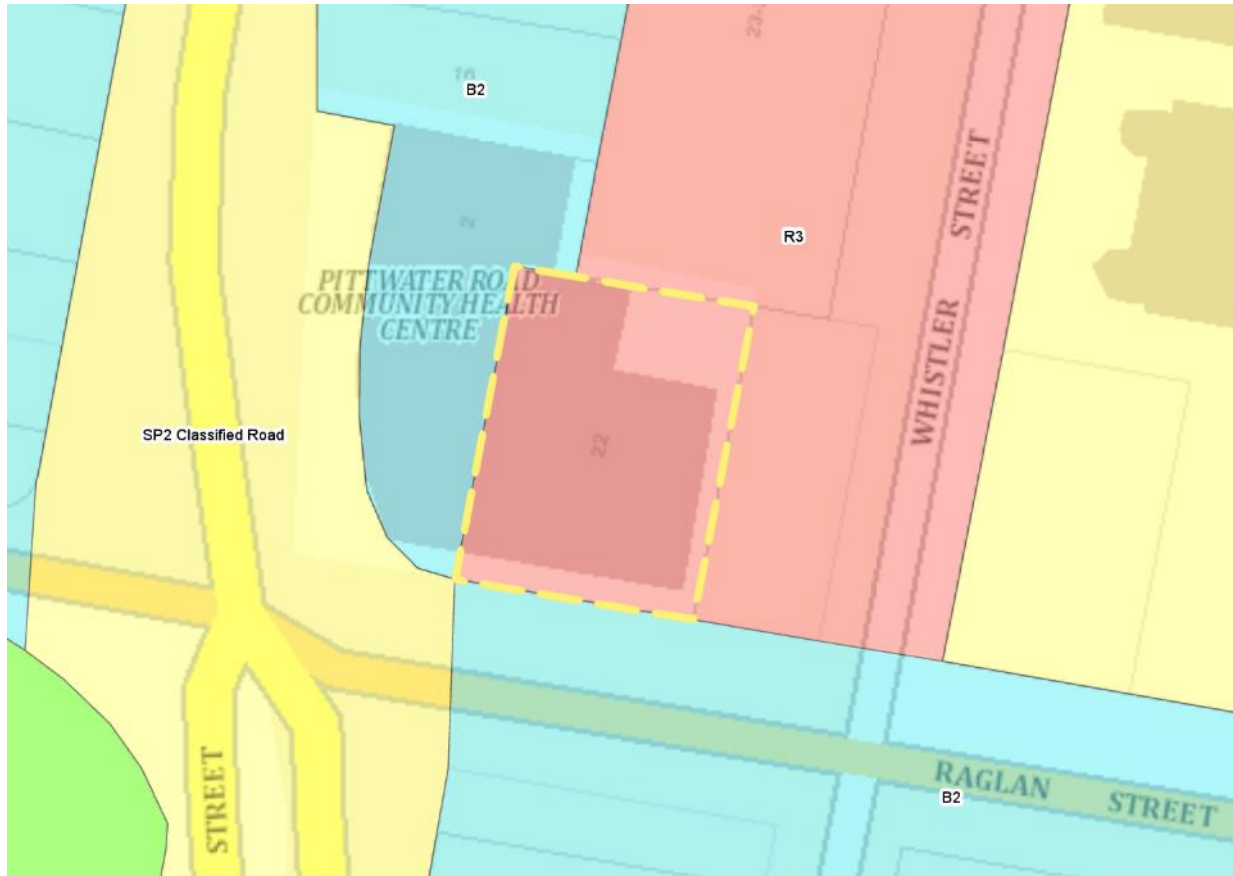 23-
16
B2
WHISTLER STREET
2
R3
PITTWATER ROAD
COMMUNITY HEALTH
CENTRE
SP2 Classified Road
22
STREET
RAGLAN STREET
B2